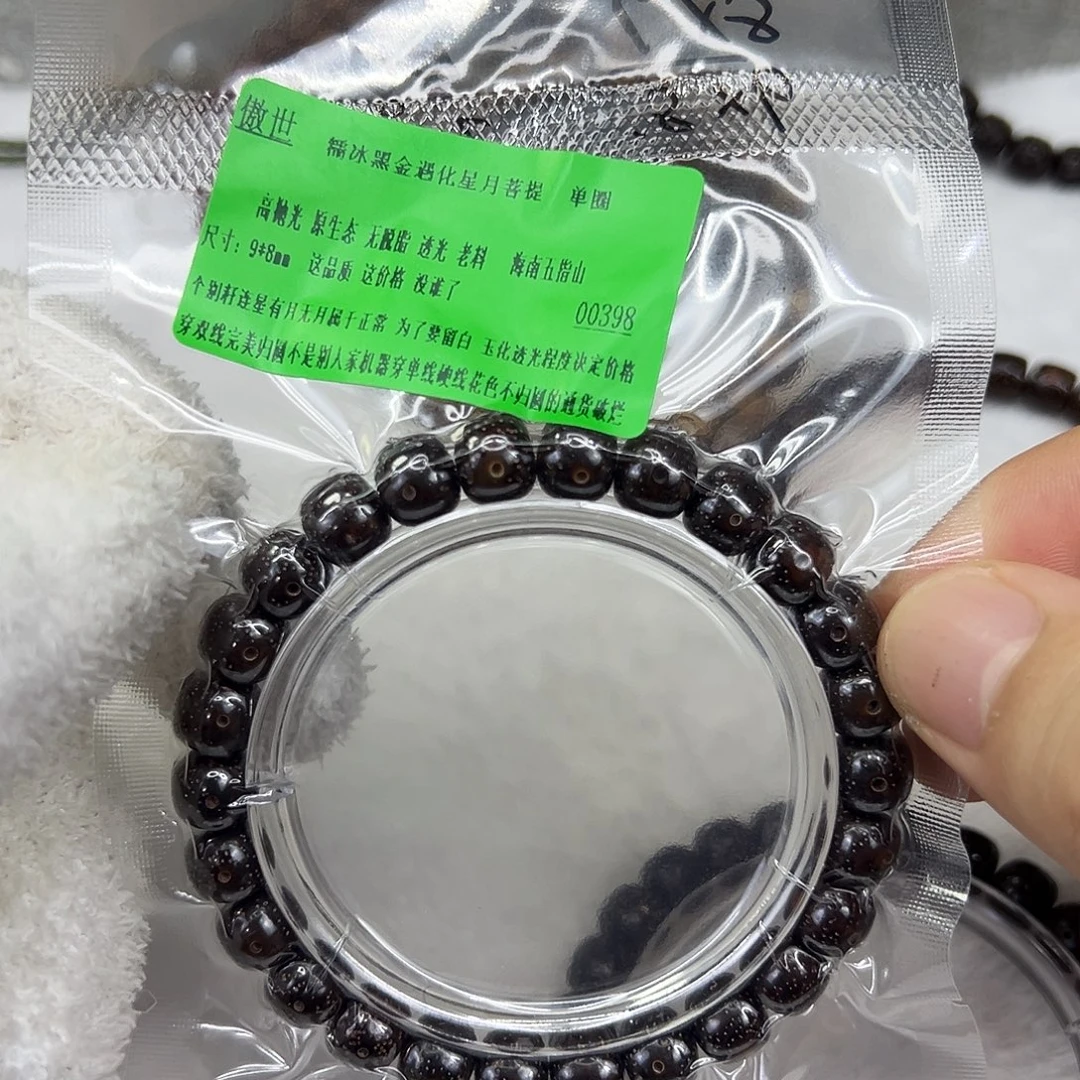 傲世
糯冰黑金遇化星月菩提 单圈
高抛光 原生态 无脱脂 透光 老料 海南五指山
尺寸: 9*8mm 这品质 这价格 没谁了
00398
个别杆连星有月无月属于正常 为了要留白 玉化透光程度决定价格
穿双线完美归圆不是别人家机器穿单线硬线花色不归圆的通货破烂